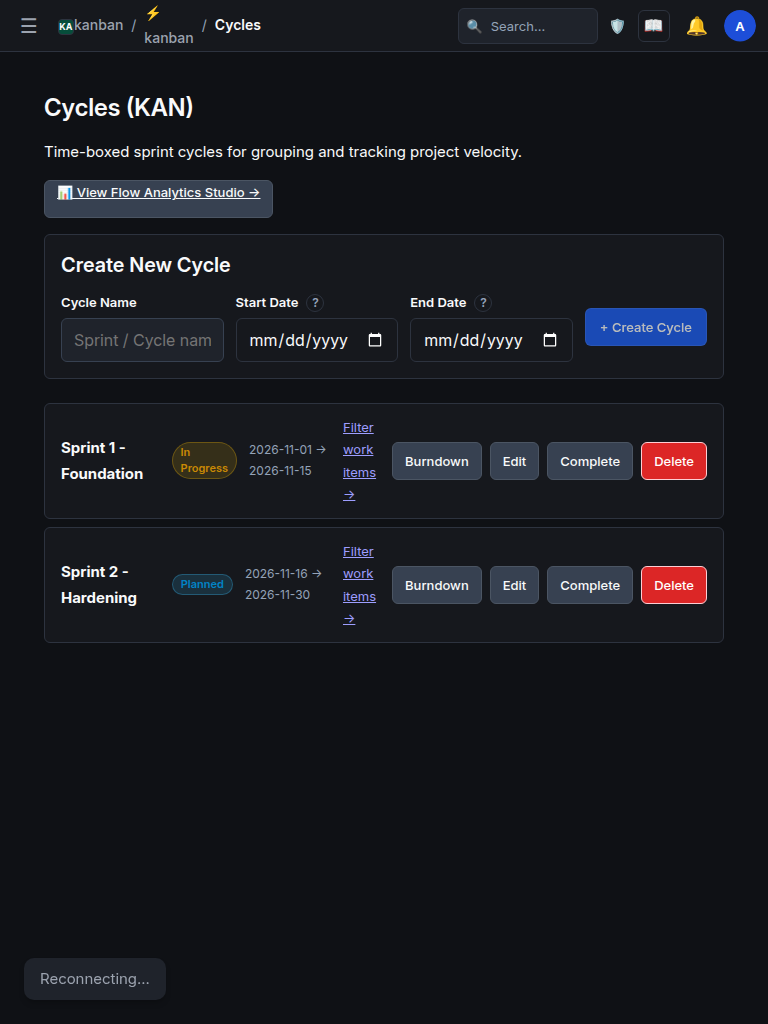 ☰ KA kanban / ⚡ kanban / Cycles 🔍 Search... 🛡️ 📖 🔔 A
Cycles (KAN)
Time-boxed sprint cycles for grouping and tracking project velocity.
📊 View Flow Analytics Studio →
Create New Cycle
Cycle Name Start Date ? End Date ?
Sprint / Cycle nam mm/dd/yyyy mm/dd/yyyy + Create Cycle
Sprint 1 -
Foundation
In
Progress
2026-11-01 →
2026-11-15
Filter
work
items
→
Burndown Edit Complete Delete
Sprint 2 -
Hardening
Planned
2026-11-16 →
2026-11-30
Filter
work
items
→
Burndown Edit Complete Delete
Reconnecting...